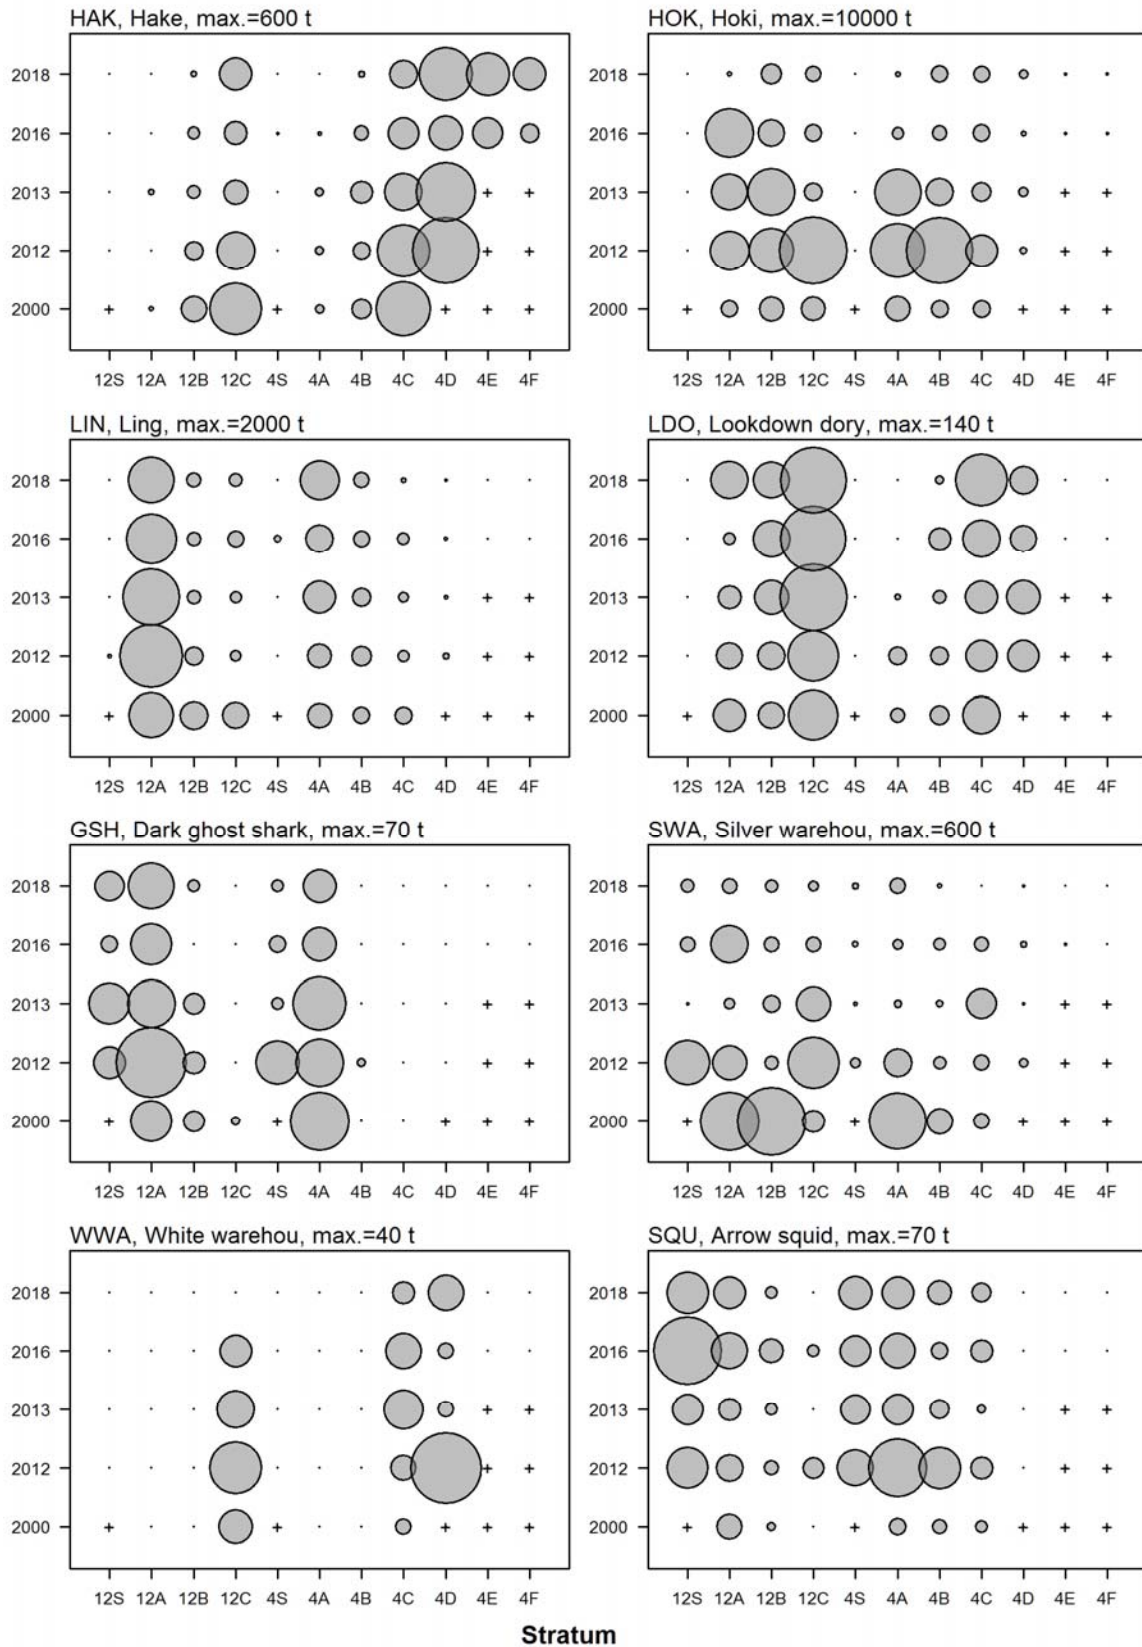 HAK, Hake, max.=600 t
2018
2016
2013
2012
2000
12S 12A 12B 12C 4S 4A 4B 4C 4D 4E 4F
HOK, Hoki, max.=10000 t
2018
2016
2013
2012
2000
12S 12A 12B 12C 4S 4A 4B 4C 4D 4E 4F
LIN, Ling, max.=2000 t
2018
2016
2013
2012
2000
12S 12A 12B 12C 4S 4A 4B 4C 4D 4E 4F
LDO, Lookdown dory, max.=140 t
2018
2016
2013
2012
2000
12S 12A 12B 12C 4S 4A 4B 4C 4D 4E 4F
GSH, Dark ghost shark, max.=70 t
2018
2016
2013
2012
2000
12S 12A 12B 12C 4S 4A 4B 4C 4D 4E 4F
SWA, Silver warehou, max.=600 t
2018
2016
2013
2012
2000
12S 12A 12B 12C 4S 4A 4B 4C 4D 4E 4F
WWA, White warehou, max.=40 t
2018
2016
2013
2012
2000
12S 12A 12B 12C 4S 4A 4B 4C 4D 4E 4F
SQU, Arrow squid, max.=70 t
2018
2016
2013
2012
2000
12S 12A 12B 12C 4S 4A 4B 4C 4D 4E 4F
Stratum